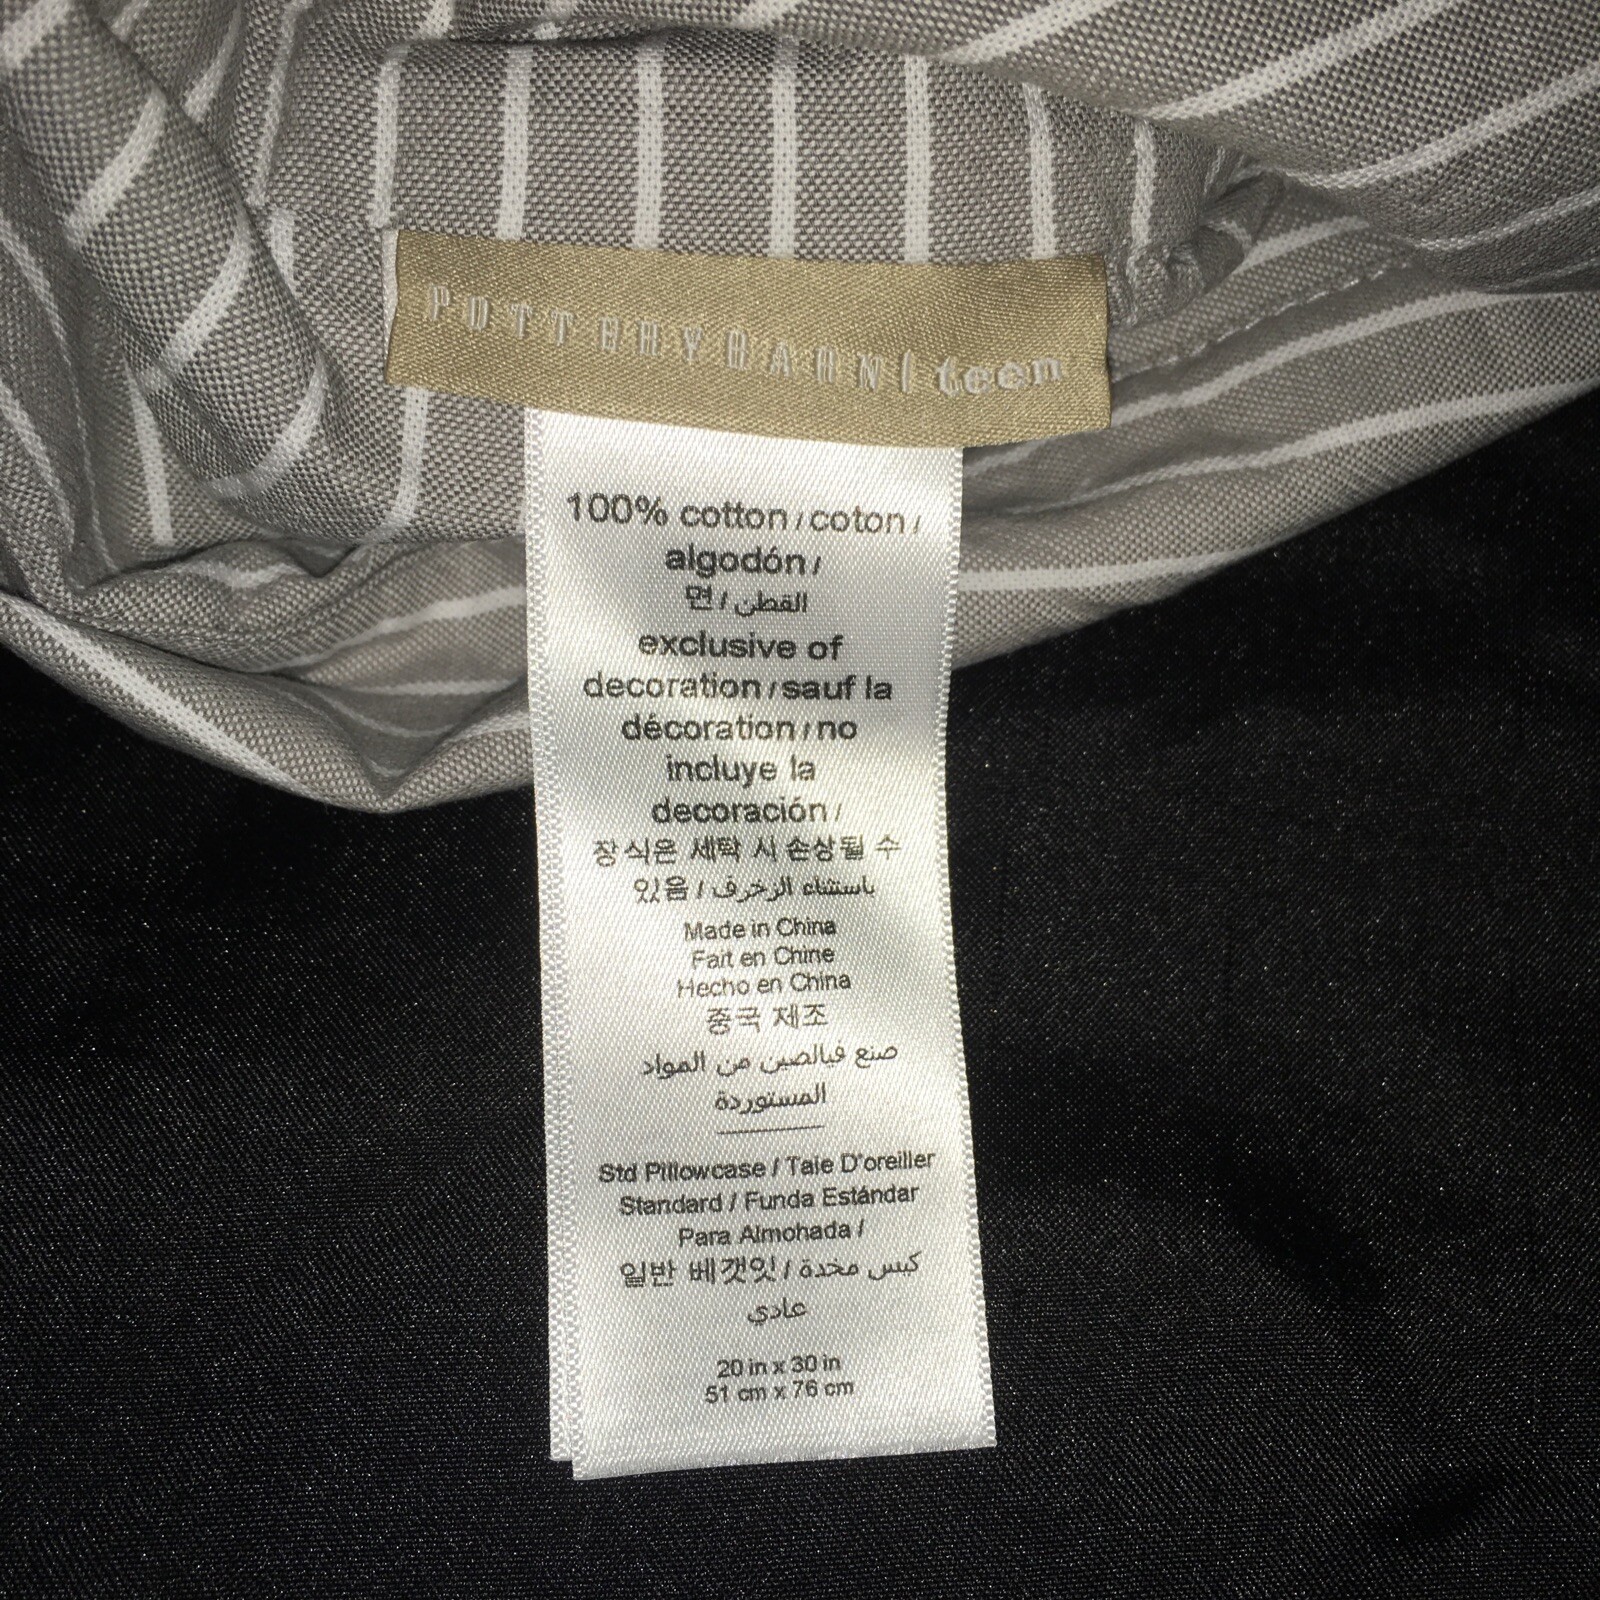 POTTERYBARN|teen
100% cotton/coton/
algodón/
면/القطن
exclusive of
decoration/sauf la
décoration/no
incluye la
decoración/
장식은 세탁 시 손상될 수
있음/باستثناء الزخرف
Made in China
Fait en Chine
Hecho en China
중국 제조
صنع فيالصين من المواد
المستوردة
Std Pillowcase / Taie D'oreiller
Standard / Funda Estándar
Para Almohada /
일반 베갯잇/كيس مخدة
عادي
20 in x 30 in
51 cm x 76 cm